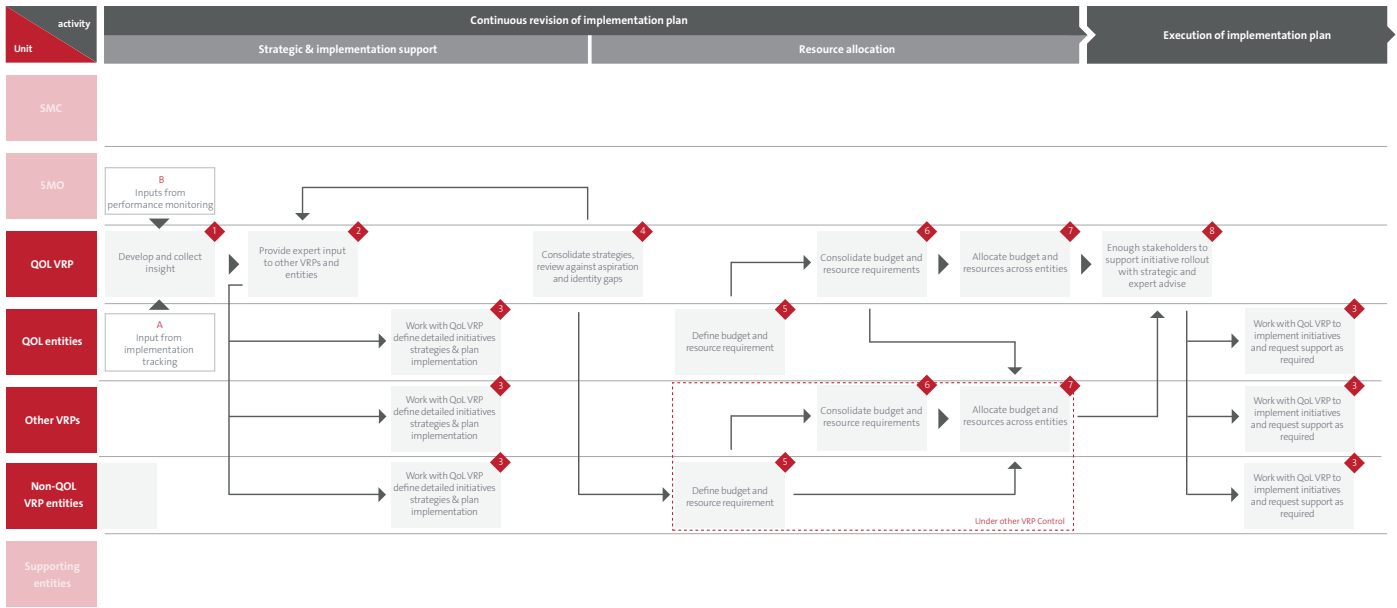 activity
Unit
Continuous revision of implementation plan
Strategic & implementation support
Resource allocation
Execution of implementation plan
SMC
SMO
B
Inputs from
performance monitoring
QOL VRP
1
Develop and collect
insight
2
Provide expert input
to other VRPs and
entities
4
Consolidate strategies,
review against aspiration
and identity gaps
6
Consolidate budget and
resource requirements
7
Allocate budget and
resources across entities
8
Enough stakeholders to
support initiative rollout
with strategic and
expert advise
QOL entities
A
Input from
implementation
tracking
3
Work with QoL VRP
define detailed initiatives
strategies & plan
implementation
5
Define budget and
resource requirement
3
Work with QoL VRP to
implement initiatives
and request support as
required
Other VRPs
3
Work with QoL VRP
define detailed initiatives
strategies & plan
implementation
6
Consolidate budget and
resource requirements
7
Allocate budget and
resources across entities
3
Work with QoL VRP to
implement initiatives
and request support as
required
Non-QOL
VRP entities
3
Work with QoL VRP
define detailed initiatives
strategies & plan
implementation
5
Define budget and
resource requirement
Under other VRP Control
3
Work with QoL VRP to
implement initiatives
and request support as
required
Supporting
entities